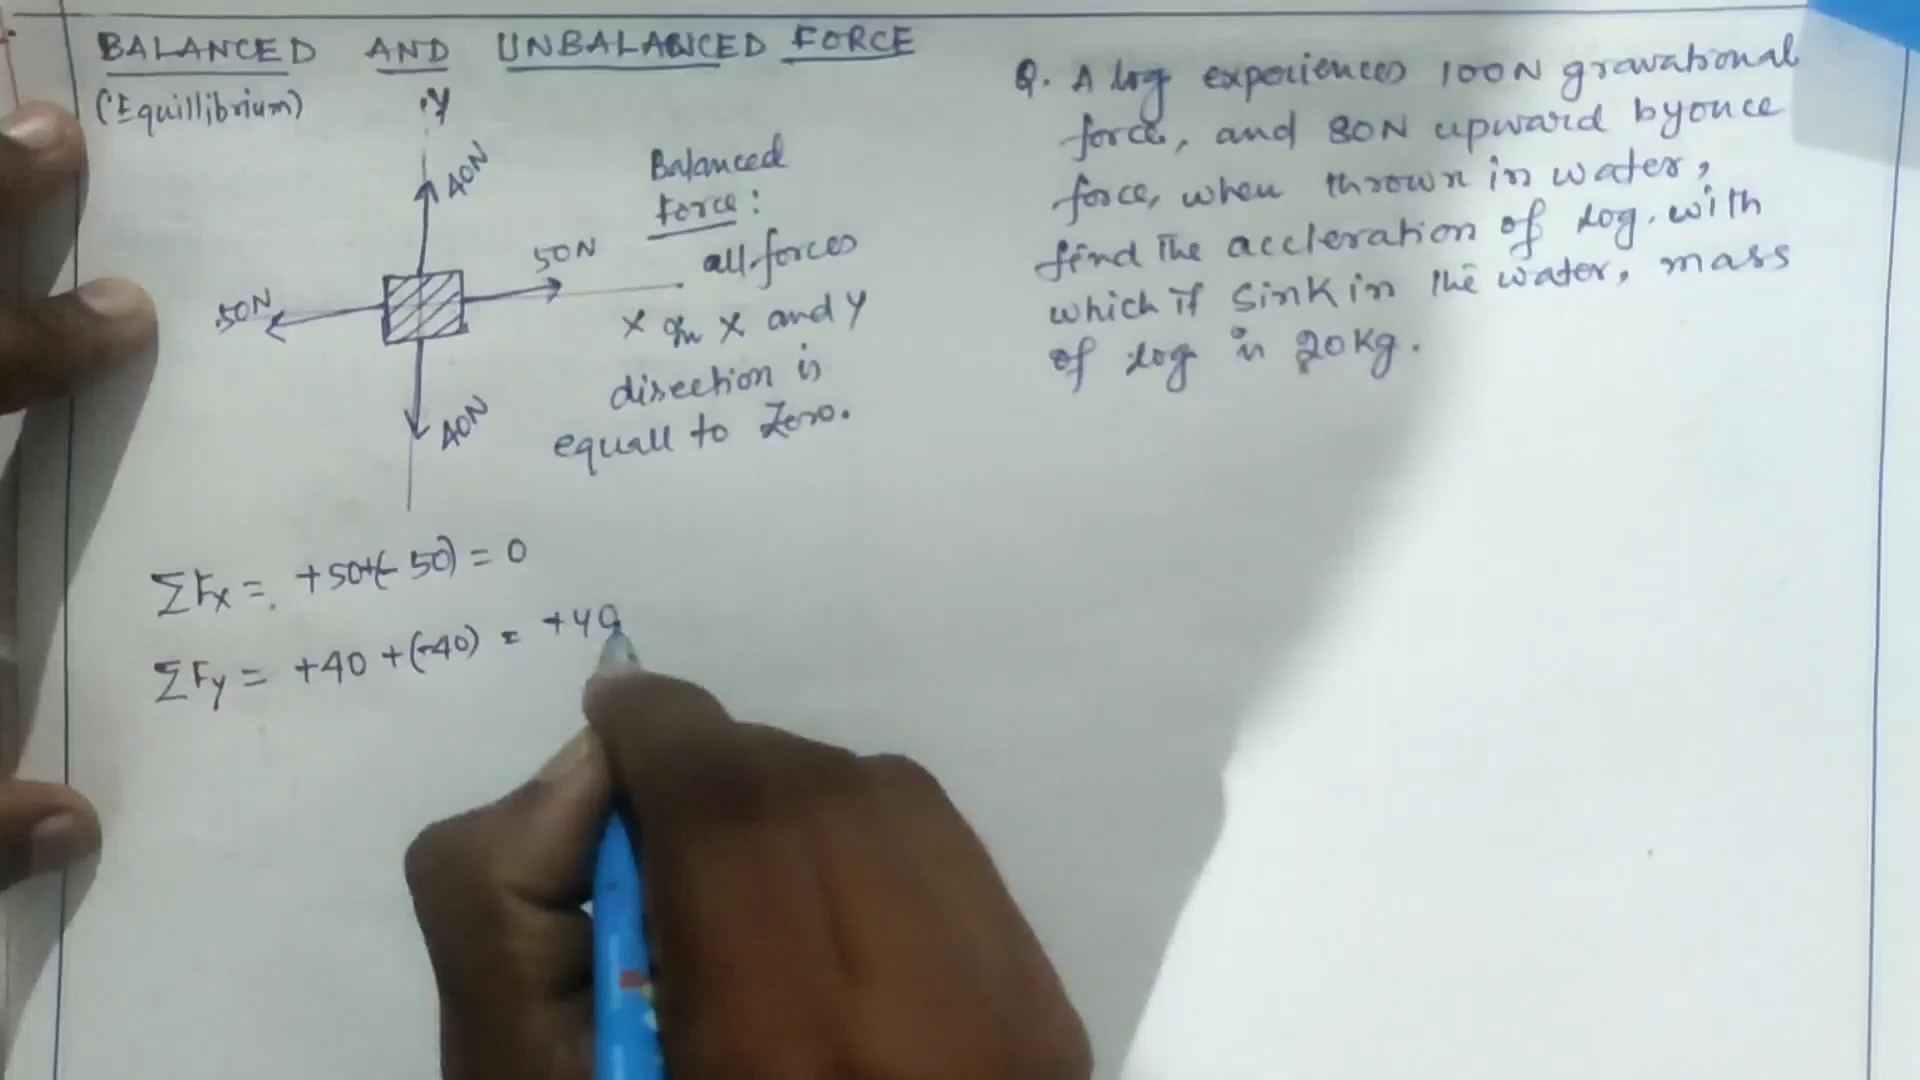 BALANCED AND UNBALANCED FORCE
(Equillibrium)
Y
40N
50N
50N
40N
Balanced
Force:
all forces
in x and y
direction is
equall to Zero.
ΣFx = +50+(-50) = 0
ΣFy = +40 +(-40) = +40
Q. A log experiences 100N gravational
force, and 80N upward byonce
force, when thrown in water,
find the accleration of log. with
which it sink in the water, mass
of log is 20Kg.